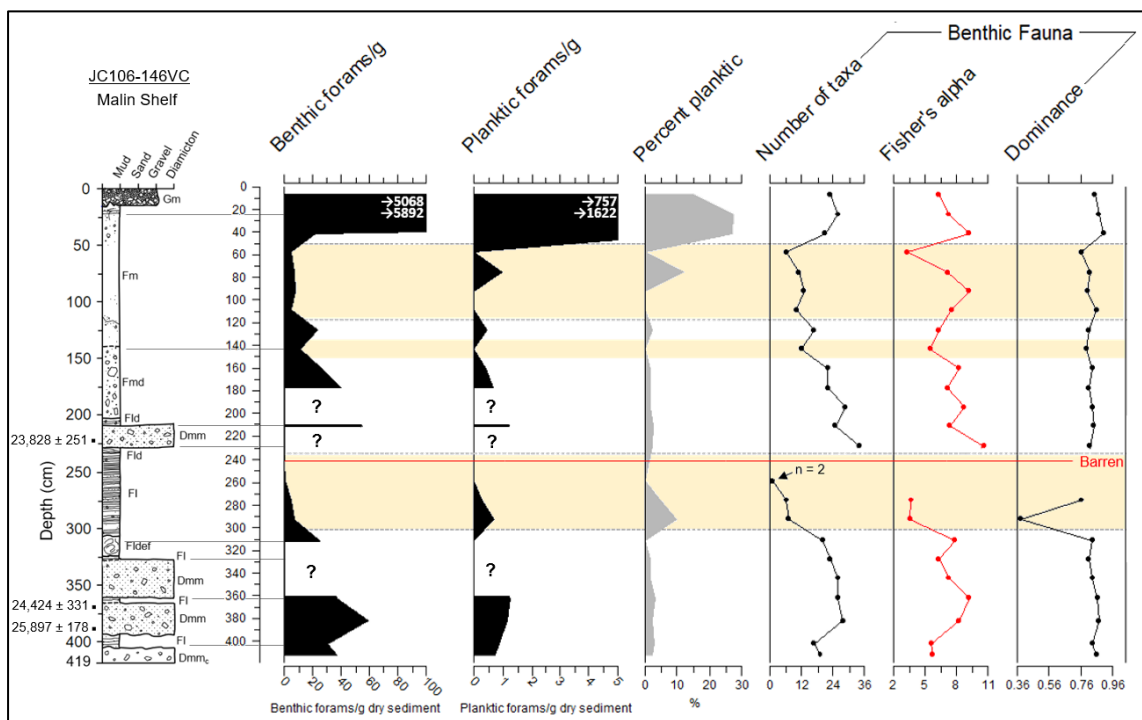 Benthic Fauna
JC106-146VC
Malin Shelf
Benthic forams/g
Planktic forams/g
Percent planktic
Number of taxa
Fisher's alpha
Dominance
Mud
Sand
Gravel
Diamicton
0
50
100
150
200
250
300
350
400
419
Depth (cm)
23,828 ± 251
24,424 ± 331
25,897 ± 178
Gm
Fm
Fmd
Fld
Dmm
Fld
Fl
Fldef
Fl
Dmm
Fl
Dmm
Fl
Dmmc
0
20
40
60
80
100
120
140
160
180
200
220
240
260
280
300
320
340
360
380
400
→5068
→5892
→757
→1622
?
?
?
?
?
?
Barren
n = 2
0 20 40 60 80 100
Benthic forams/g dry sediment
0 1 2 3 4 5
Planktic forams/g dry sediment
0 10 20 30
%
0 12 24 36
2 5 8 11
0.36 0.56 0.76 0.96